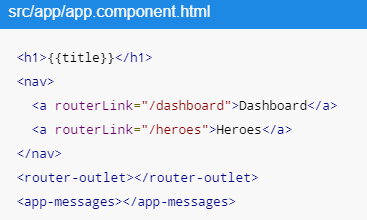 src/app/app.component.html
<h1>{{title}}</h1>
<nav>
  <a routerLink="/dashboard">Dashboard</a>
  <a routerLink="/heroes">Heroes</a>
</nav>
<router-outlet></router-outlet>
<app-messages></app-messages>